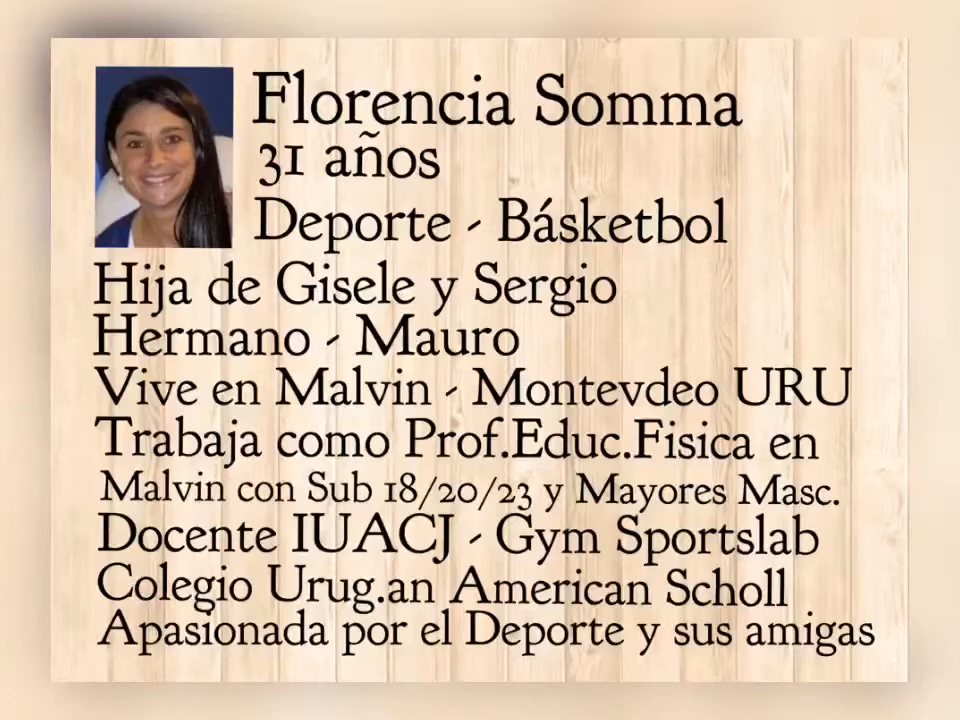 Florencia Somma
31 años
Deporte - Básketbol
Hija de Gisele y Sergio
Hermano - Mauro
Vive en Malvin - Montevdeo URU
Trabaja como Prof.Educ.Fisica en
Malvin con Sub 18/20/23 y Mayores Masc.
Docente IUACJ - Gym Sportslab
Colegio Urug.an American Scholl
Apasionada por el Deporte y sus amigas